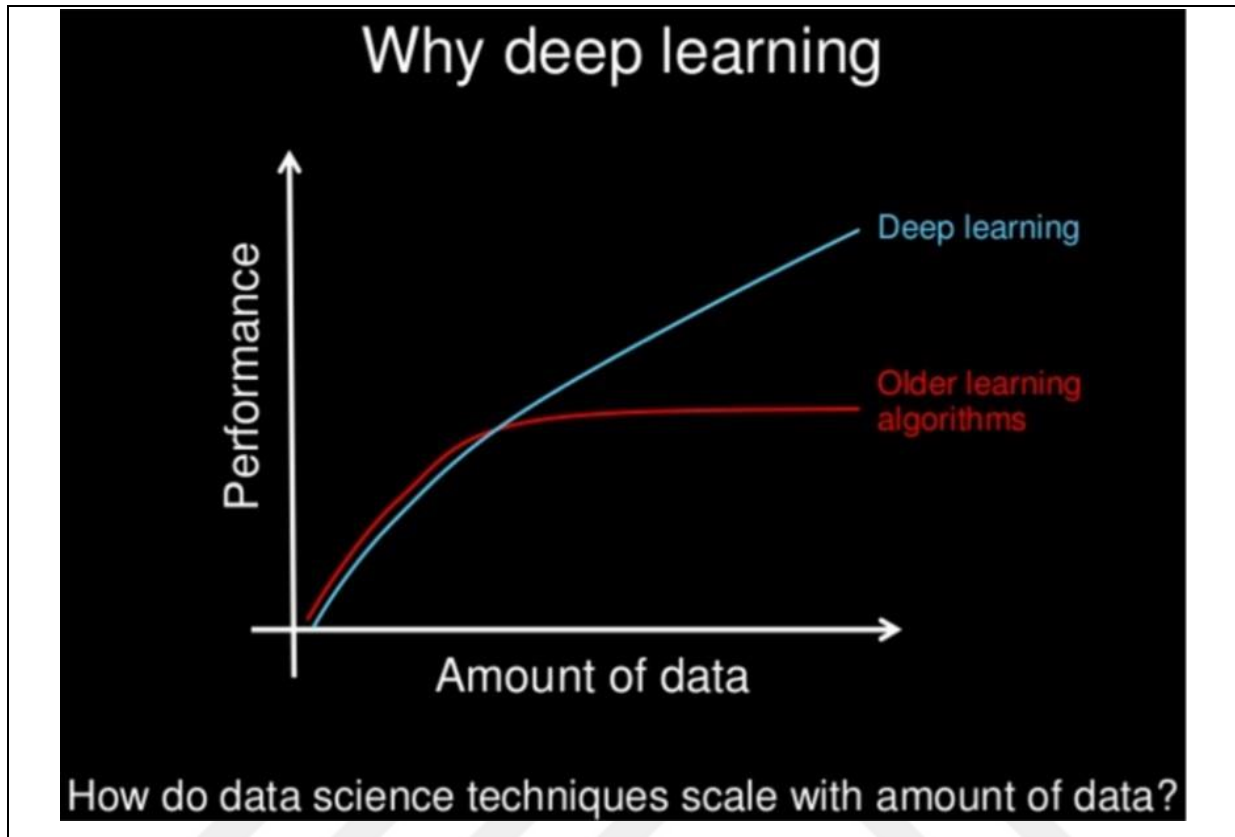 Why deep learning
Performance
Deep learning
Older learning
algorithms
Amount of data
How do data science techniques scale with amount of data?